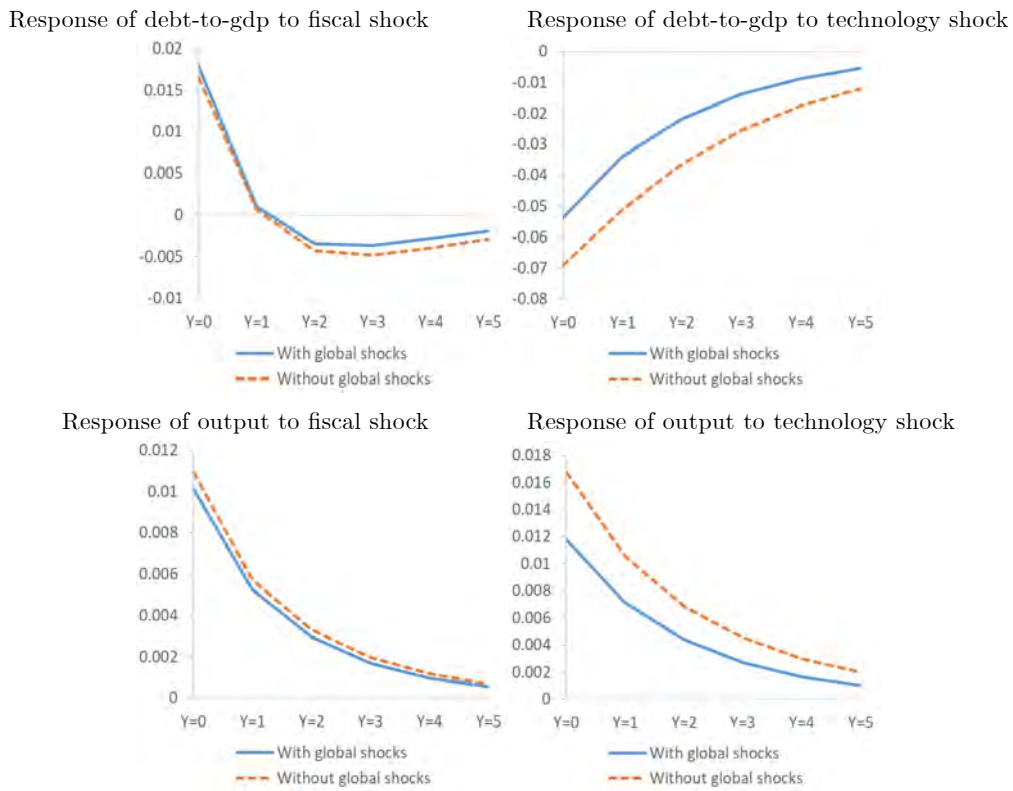 Response of debt-to-gdp to fiscal shock
0.02
0.015
0.01
0.005
0
-0.005
-0.01
Y=0 Y=1 Y=2 Y=3 Y=4 Y=5
With global shocks
Without global shocks
Response of debt-to-gdp to technology shock
0
-0.01
-0.02
-0.03
-0.04
-0.05
-0.06
-0.07
-0.08
Y=0 Y=1 Y=2 Y=3 Y=4 Y=5
With global shocks
Without global shocks
Response of output to fiscal shock
0.012
0.01
0.008
0.006
0.004
0.002
0
Y=0 Y=1 Y=2 Y=3 Y=4 Y=5
With global shocks
Without global shocks
Response of output to technology shock
0.018
0.016
0.014
0.012
0.01
0.008
0.006
0.004
0.002
0
Y=0 Y=1 Y=2 Y=3 Y=4 Y=5
With global shocks
Without global shocks